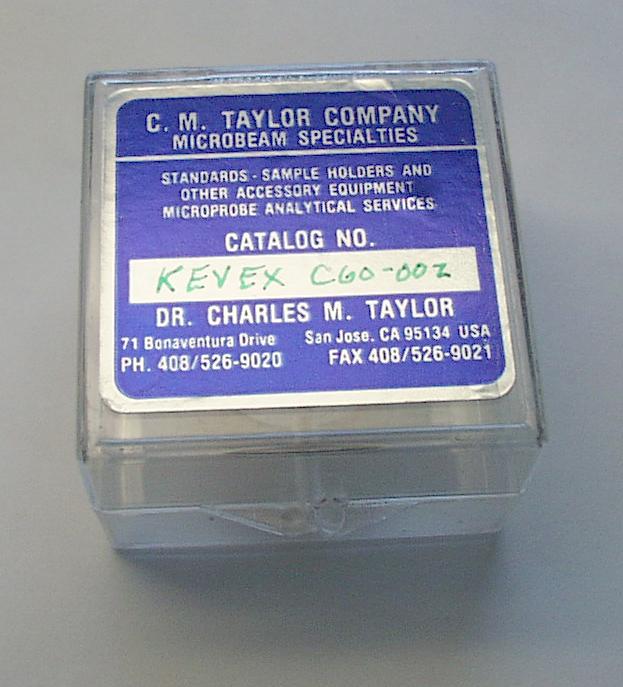 C. M. TAYLOR COMPANY
MICROBEAM SPECIALTIES
STANDARDS - SAMPLE HOLDERS AND
OTHER ACCESSORY EQUIPMENT
MICROPROBE ANALYTICAL SERVICES
CATALOG NO.
KEVEX C60-002
DR. CHARLES M. TAYLOR
71 Bonaventura Drive San Jose, CA 95134 USA
PH. 408/526-9020 FAX 408/526-9021